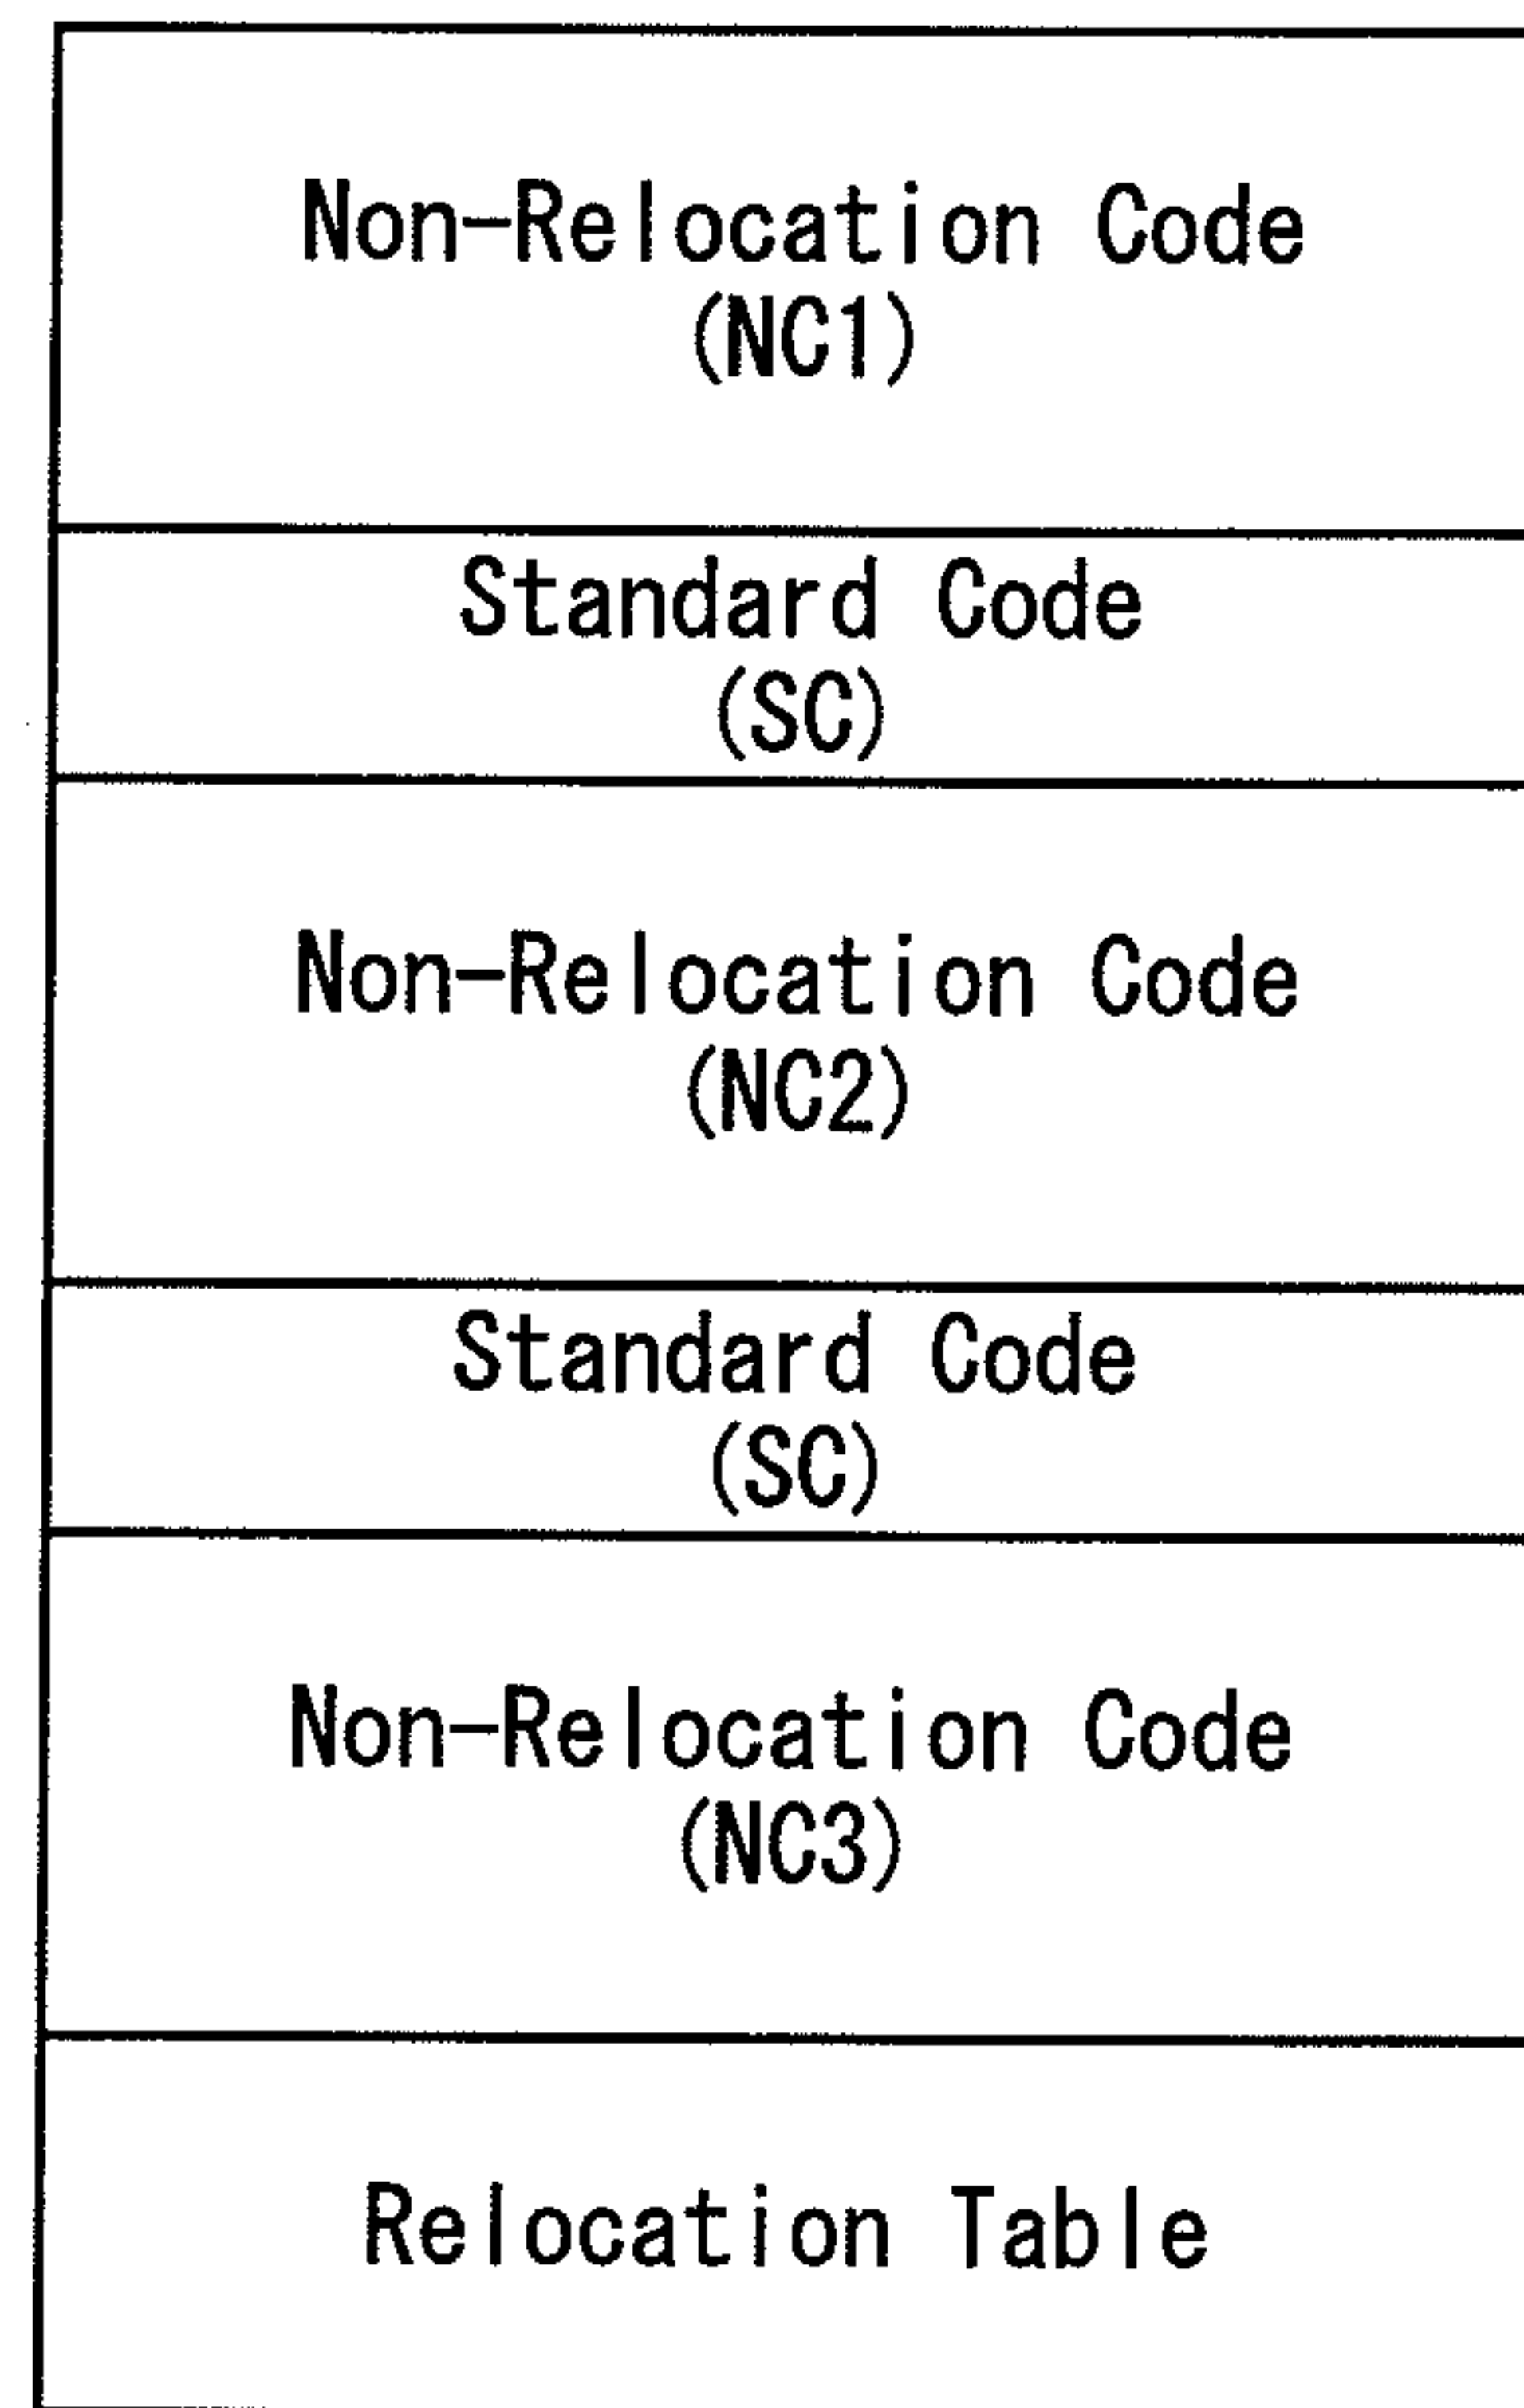 Non-Relocation Code
(NC1)
Standard Code
(SC)
Non-Relocation Code
(NC2)
Standard Code
(SC)
Non-Relocation Code
(NC3)
Relocation Table